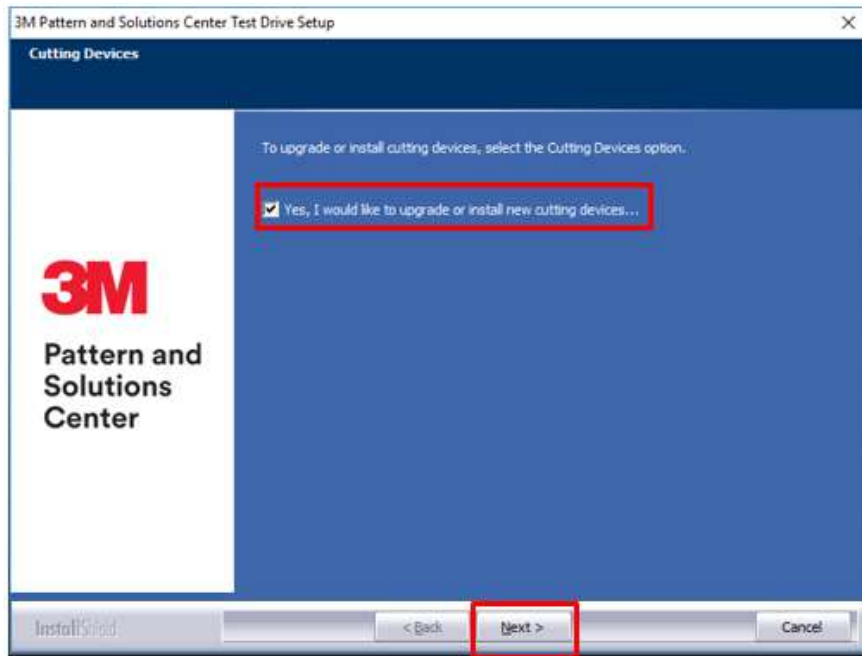 3M Pattern and Solutions Center Test Drive Setup
Cutting Devices
To upgrade or install cutting devices, select the Cutting Devices option.
Yes, I would like to upgrade or install new cutting devices...
3M
Pattern and
Solutions
Center
InstallShield
< Back
Next >
Cancel